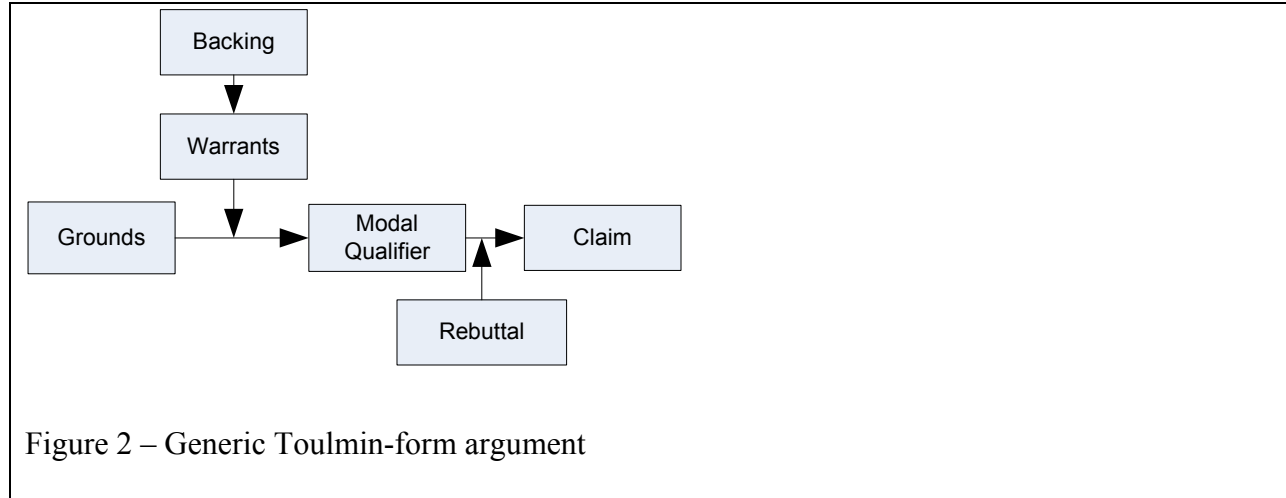 Backing
Warrants
Grounds
Modal
Qualifier
Claim
Rebuttal
Figure 2 – Generic Toulmin-form argument